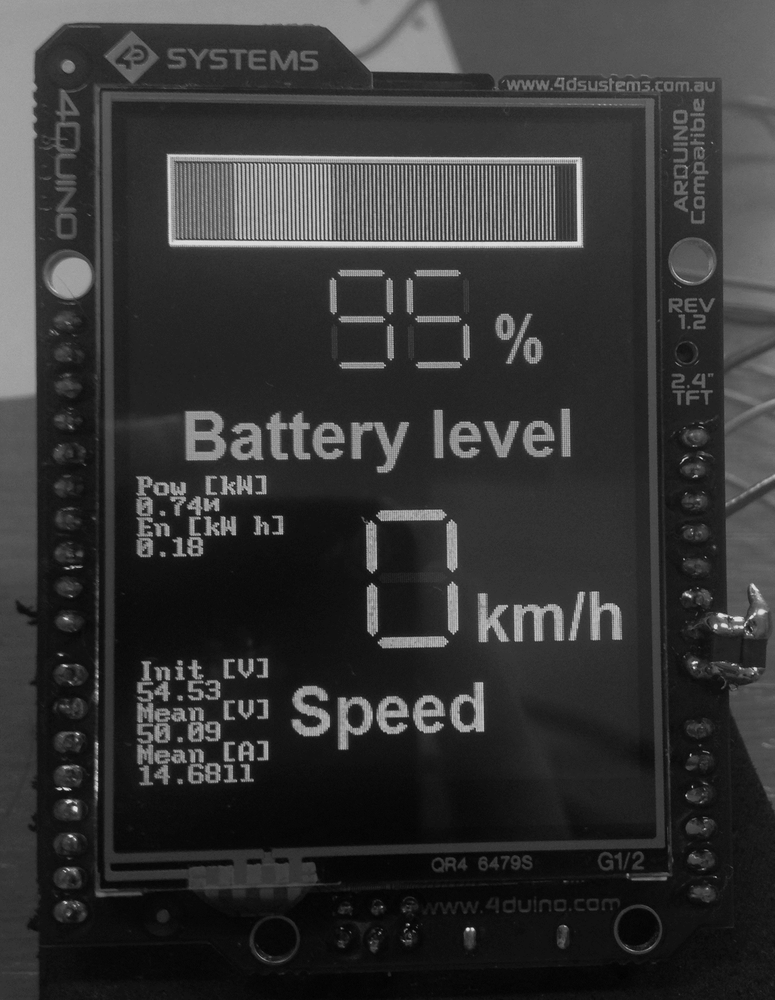 4D SYSTEMS
www.4dsystems.com.au
4DUINO
ARDUINO
Compatible
95 %
REV
1.2
2.4"
TFT
Battery level
Pow [kW]
0.74W
En [kW h]
0.18
0 km/h
Init [V]
54.53
Mean [V]
50.09
Mean [A]
14.6811
Speed
QR4 6479S G1/2
www.4duino.com